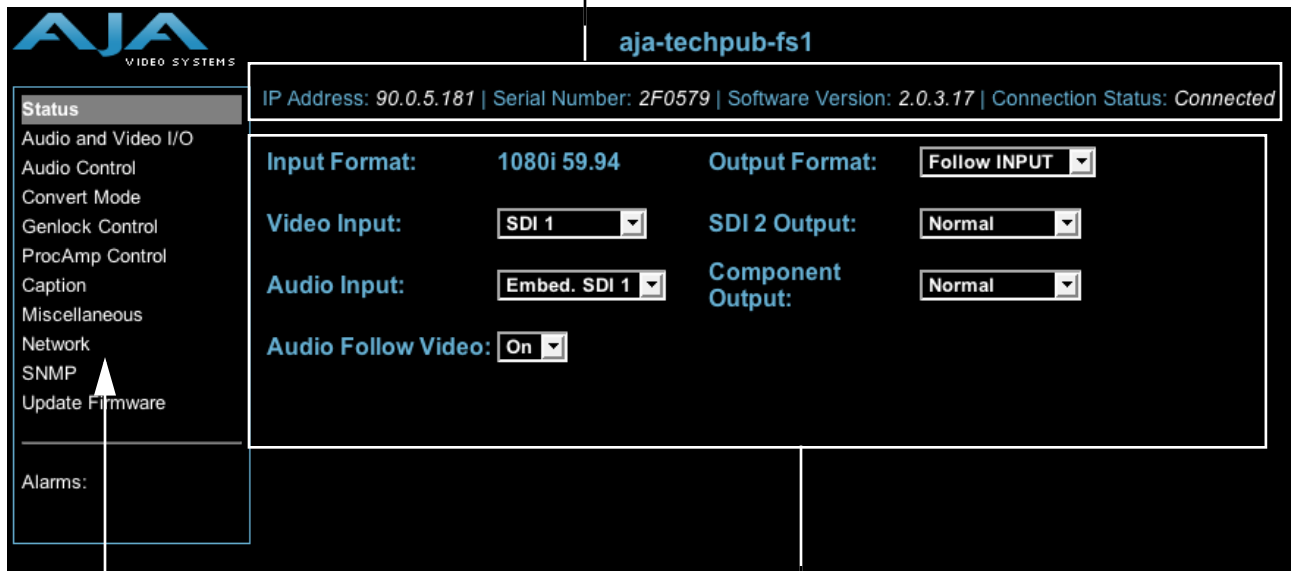 AJA
VIDEO SYSTEMS
aja-techpub-fs1
IP Address: 90.0.5.181 | Serial Number: 2F0579 | Software Version: 2.0.3.17 | Connection Status: Connected
Status
Audio and Video I/O
Audio Control
Convert Mode
Genlock Control
ProcAmp Control
Caption
Miscellaneous
Network
SNMP
Update Firmware
Alarms:
Input Format: 1080i 59.94 Output Format: Follow INPUT
Video Input: SDI 1 SDI 2 Output: Normal
Audio Input: Embed. SDI 1 Component Output: Normal
Audio Follow Video: On